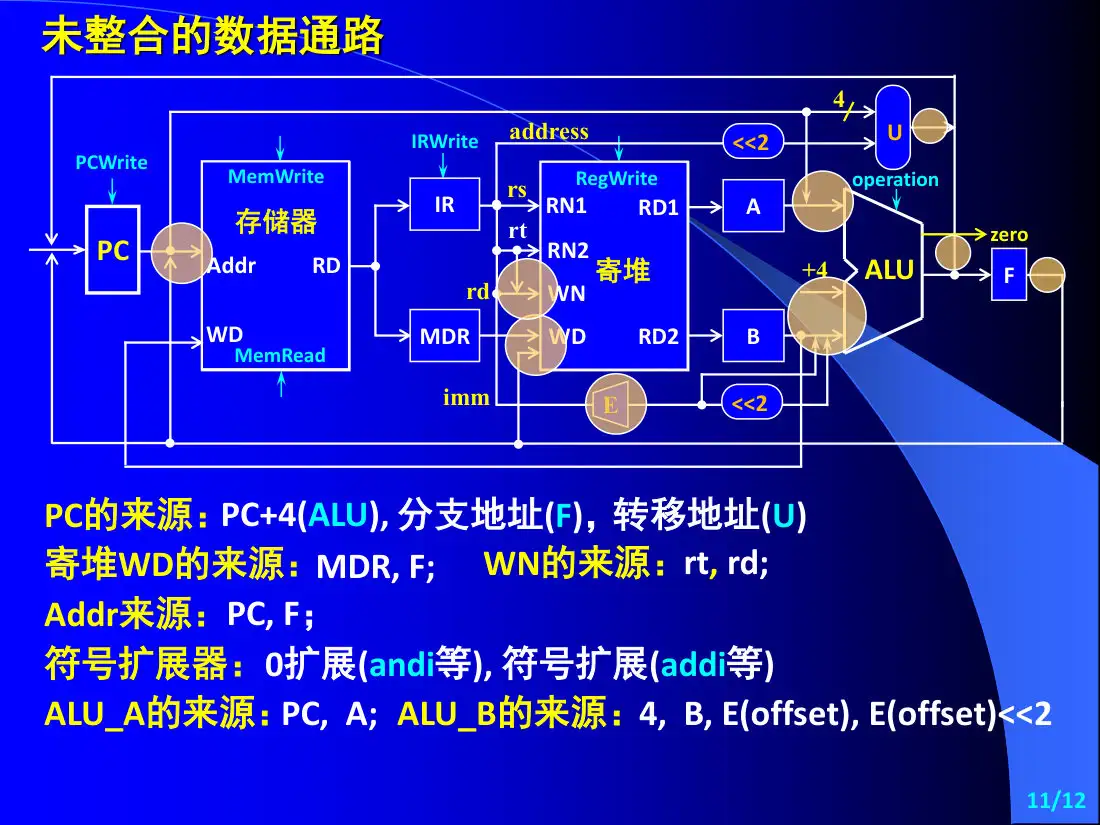 未整合的数据通路
4
address
<<2
U
IRWrite
PCWrite
MemWrite
RegWrite
operation
存储器
IR
rs
RN1
RD1
A
rt
zero
PC
Addr
RD
RN2
寄堆
+4
ALU
F
rd
WN
WD
MDR
WD
RD2
B
MemRead
imm
E
<<2
PC的来源：PC+4(ALU), 分支地址(F)，转移地址(U)
寄堆WD的来源：MDR, F; WN的来源：rt, rd;
Addr来源：PC, F；
符号扩展器：0扩展(andi等), 符号扩展(addi等)
ALU_A的来源：PC, A; ALU_B的来源：4, B, E(offset), E(offset)<<2
11/12